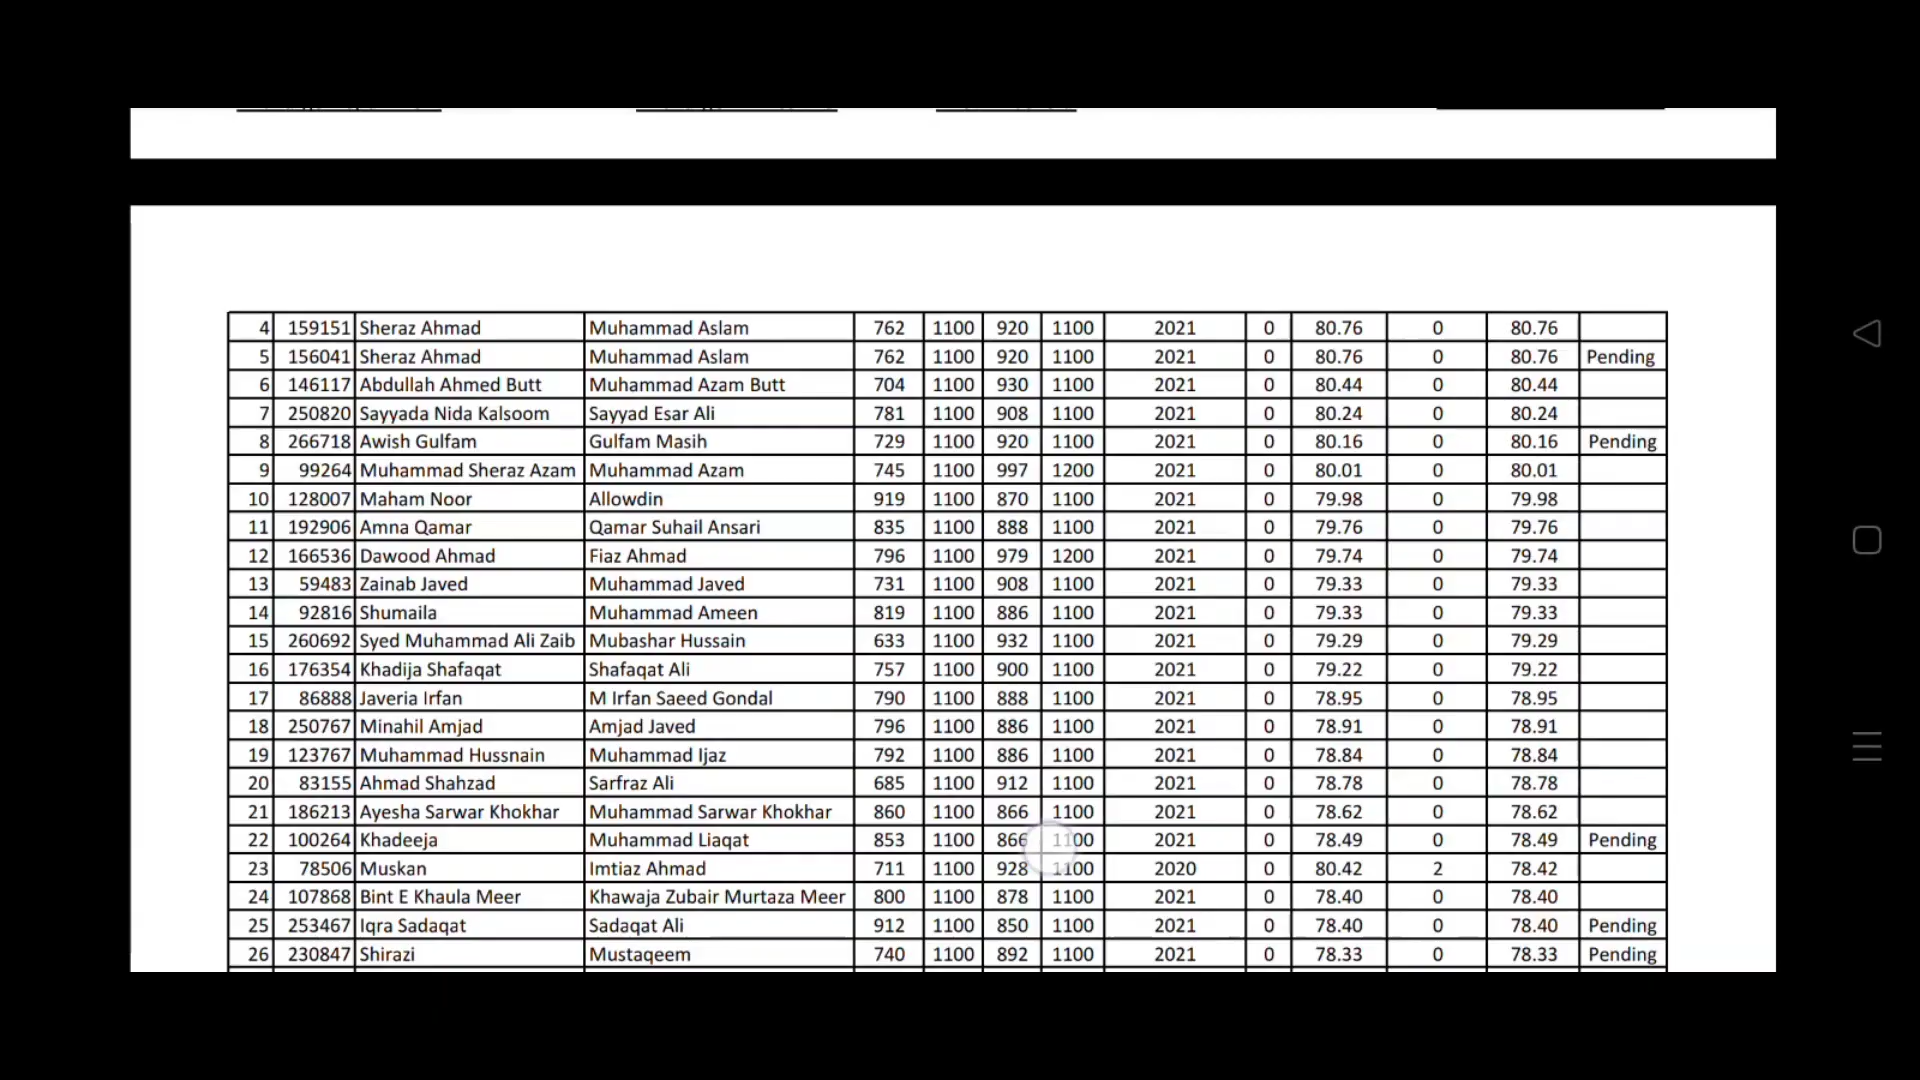 4 159151 Sheraz Ahmad Muhammad Aslam 762 1100 920 1100 2021 0 80.76 0 80.76
5 156041 Sheraz Ahmad Muhammad Aslam 762 1100 920 1100 2021 0 80.76 0 80.76 Pending
6 146117 Abdullah Ahmed Butt Muhammad Azam Butt 704 1100 930 1100 2021 0 80.44 0 80.44
7 250820 Sayyada Nida Kalsoom Sayyad Esar Ali 781 1100 908 1100 2021 0 80.24 0 80.24
8 266718 Awish Gulfam Gulfam Masih 729 1100 920 1100 2021 0 80.16 0 80.16 Pending
9 99264 Muhammad Sheraz Azam Muhammad Azam 745 1100 997 1200 2021 0 80.01 0 80.01
10 128007 Maham Noor Allowdin 919 1100 870 1100 2021 0 79.98 0 79.98
11 192906 Amna Qamar Qamar Suhail Ansari 835 1100 888 1100 2021 0 79.76 0 79.76
12 166536 Dawood Ahmad Fiaz Ahmad 796 1100 979 1200 2021 0 79.74 0 79.74
13 59483 Zainab Javed Muhammad Javed 731 1100 908 1100 2021 0 79.33 0 79.33
14 92816 Shumaila Muhammad Ameen 819 1100 886 1100 2021 0 79.33 0 79.33
15 260692 Syed Muhammad Ali Zaib Mubashar Hussain 633 1100 932 1100 2021 0 79.29 0 79.29
16 176354 Khadija Shafaqat Shafaqat Ali 757 1100 900 1100 2021 0 79.22 0 79.22
17 86888 Javeria Irfan M Irfan Saeed Gondal 790 1100 888 1100 2021 0 78.95 0 78.95
18 250767 Minahil Amjad Amjad Javed 796 1100 886 1100 2021 0 78.91 0 78.91
19 123767 Muhammad Hussnain Muhammad Ijaz 792 1100 886 1100 2021 0 78.84 0 78.84
20 83155 Ahmad Shahzad Sarfraz Ali 685 1100 912 1100 2021 0 78.78 0 78.78
21 186213 Ayesha Sarwar Khokhar Muhammad Sarwar Khokhar 860 1100 866 1100 2021 0 78.62 0 78.62
22 100264 Khadeeja Muhammad Liaqat 853 1100 866 1100 2021 0 78.49 0 78.49 Pending
23 78506 Muskan Imtiaz Ahmad 711 1100 928 1100 2020 0 80.42 2 78.42
24 107868 Bint E Khaula Meer Khawaja Zubair Murtaza Meer 800 1100 878 1100 2021 0 78.40 0 78.40
25 253467 Iqra Sadaqat Sadaqat Ali 912 1100 850 1100 2021 0 78.40 0 78.40 Pending
26 230847 Shirazi Mustaqeem 740 1100 892 1100 2021 0 78.33 0 78.33 Pending